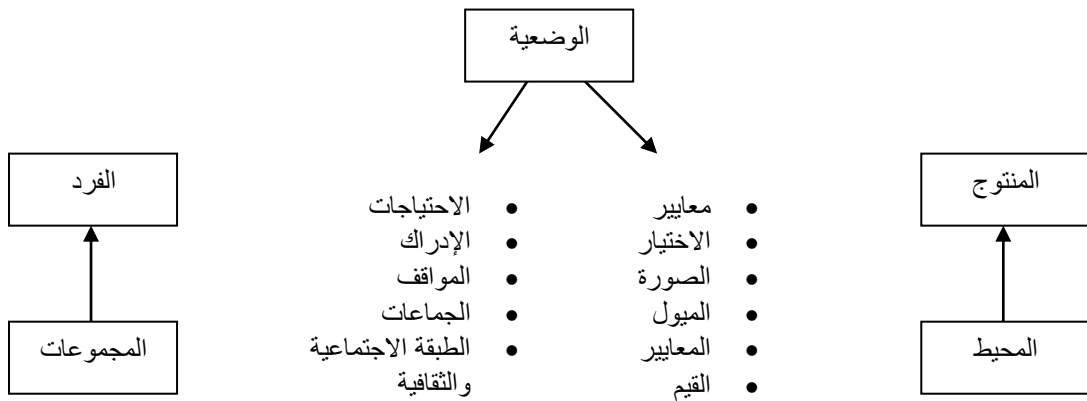 الوضعية
المنتوج
الفرد
• معايير
• الاختيار
• الصورة
• الميول
• المعايير
• القيم
• الاحتياجات
• الإدراك
• المواقف
• الجماعات
• الطبقة الاجتماعية
والثقافية
المحيط
المجموعات